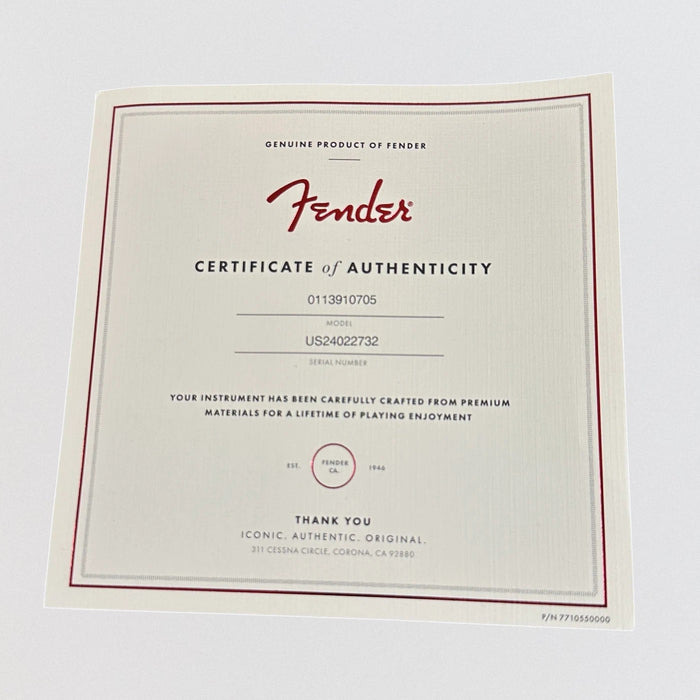 GENUINE PRODUCT OF FENDER
Fender®
CERTIFICATE of AUTHENTICITY
0113910705
MODEL
US24022732
SERIAL NUMBER
YOUR INSTRUMENT HAS BEEN CAREFULLY CRAFTED FROM PREMIUM
MATERIALS FOR A LIFETIME OF PLAYING ENJOYMENT
EST. FENDER CA. 1946
THANK YOU
ICONIC. AUTHENTIC. ORIGINAL.
311 CESSNA CIRCLE, CORONA, CA 92880
P/N 7710550000